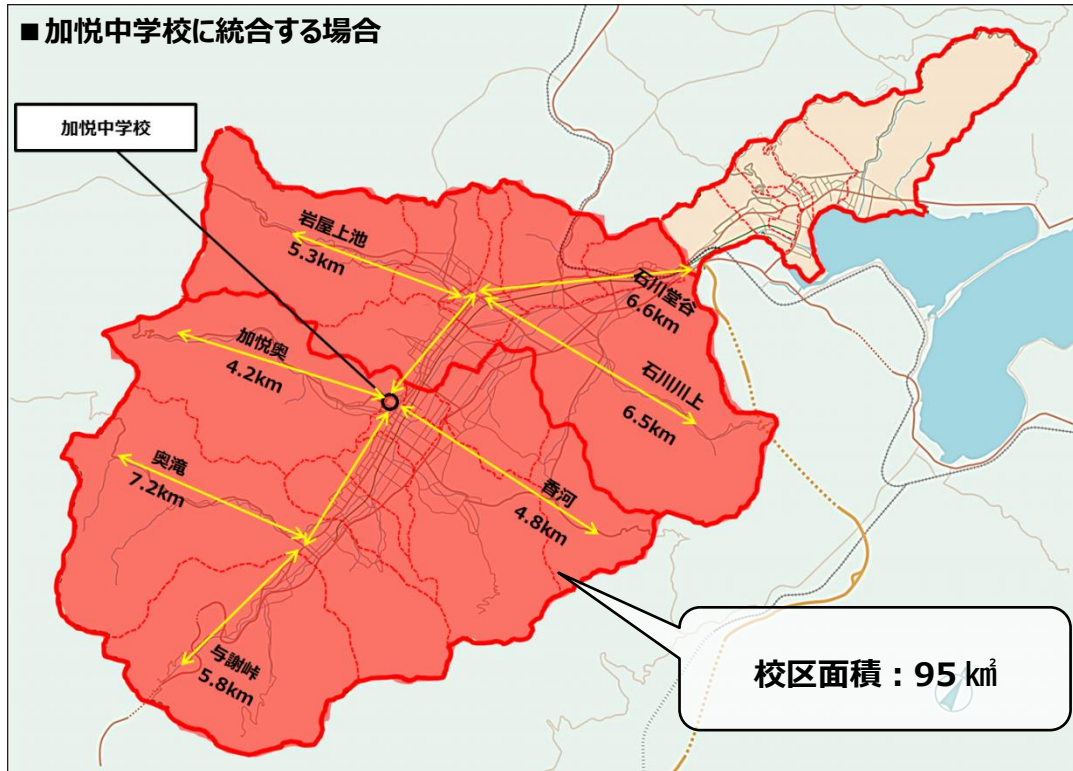 ■加悦中学校に統合する場合
加悦中学校
岩屋上池
5.3km
石川堂谷
6.6km
加悦奥
4.2km
石川川上
6.5km
奥滝
7.2km
香河
4.8km
与謝峠
5.8km
校区面積：95㎢